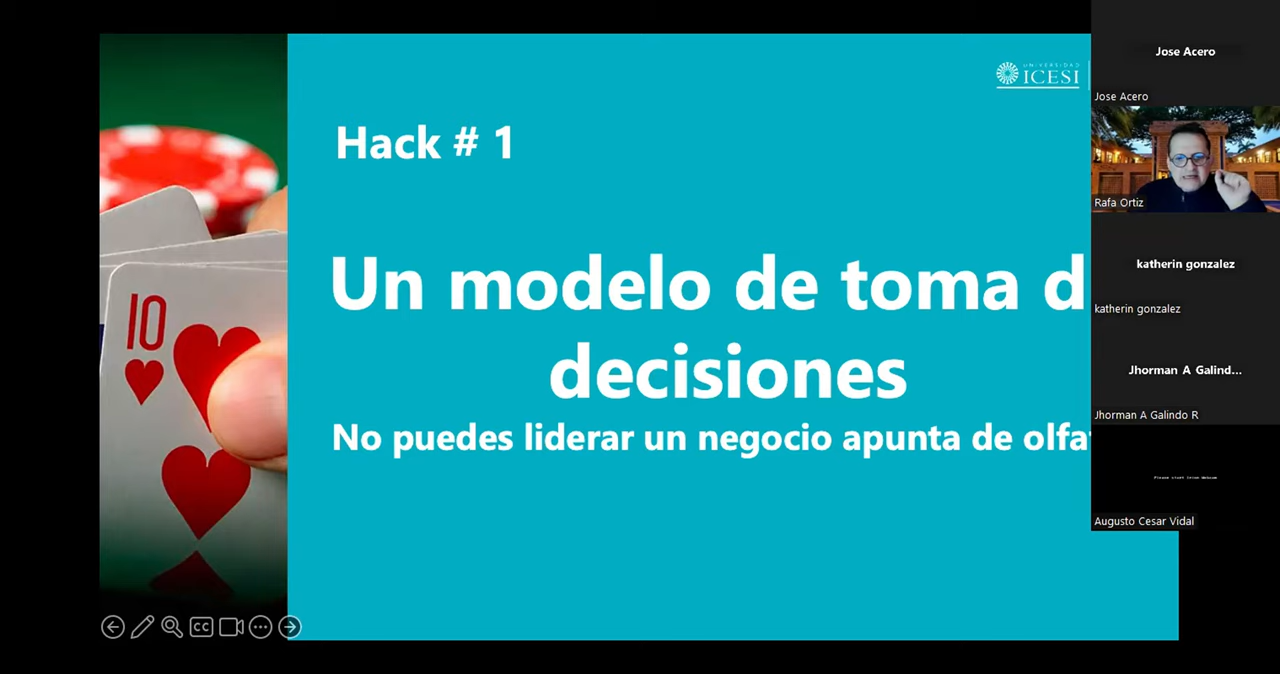 UNIVERSIDAD
ICESI
Hack # 1
Un modelo de toma d
decisiones
No puedes liderar un negocio apunta de olfa
10
CC
Jose Acero
Jose Acero
Rafa Ortiz
katherin gonzalez
katherin gonzalez
Jhorman A Galind...
Jhorman A Galindo R
Augusto Cesar Vidal